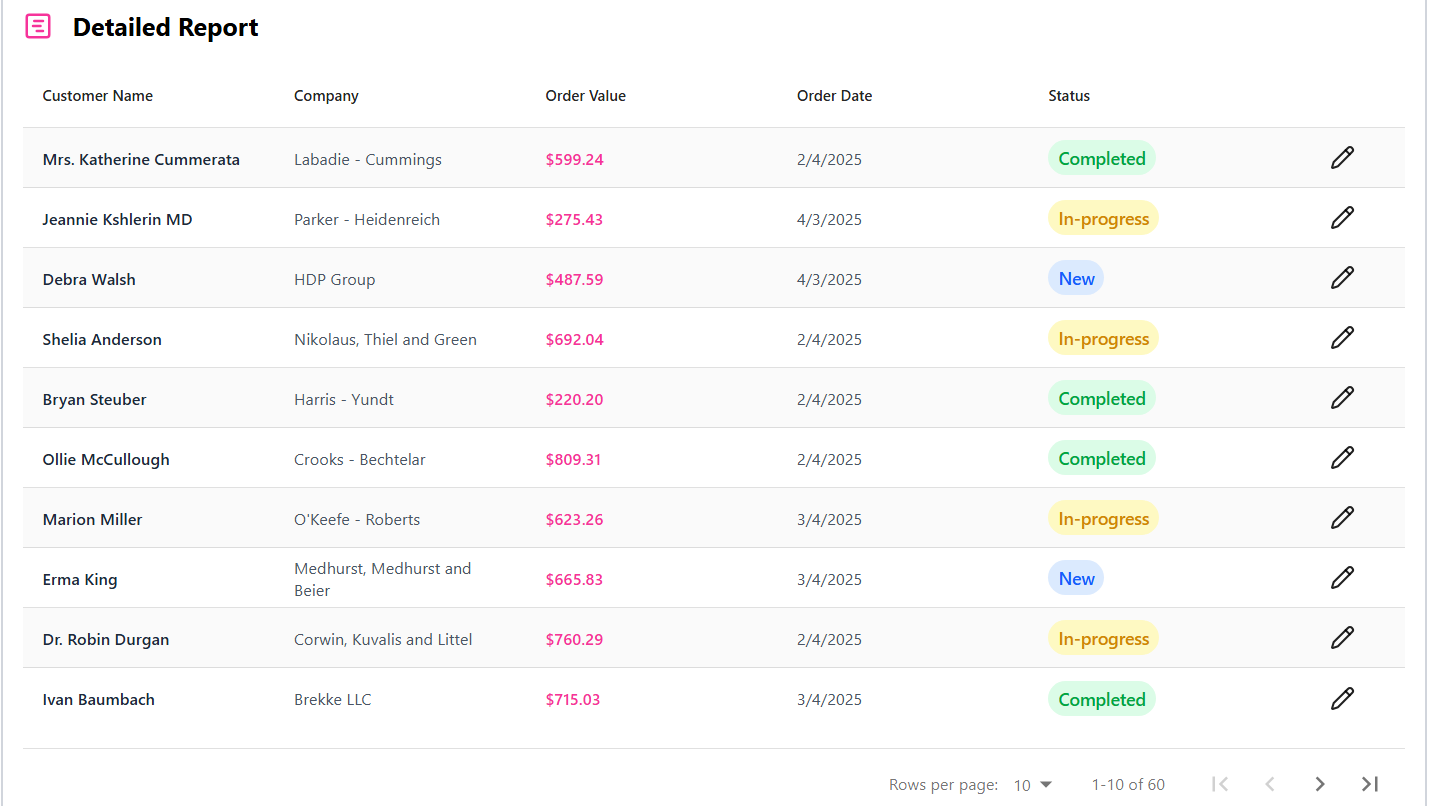 Detailed Report
Customer Name Company Order Value Order Date Status
Mrs. Katherine Cummerata Labadie - Cummings $599.24 2/4/2025 Completed
Jeannie Kshlerin MD Parker - Heidenreich $275.43 4/3/2025 In-progress
Debra Walsh HDP Group $487.59 4/3/2025 New
Shelia Anderson Nikolaus, Thiel and Green $692.04 2/4/2025 In-progress
Bryan Steuber Harris - Yundt $220.20 2/4/2025 Completed
Ollie McCullough Crooks - Bechtelar $809.31 2/4/2025 Completed
Marion Miller O'Keefe - Roberts $623.26 3/4/2025 In-progress
Erma King Medhurst, Medhurst and
Beier $665.83 3/4/2025 New
Dr. Robin Durgan Corwin, Kuvalis and Littel $760.29 2/4/2025 In-progress
Ivan Baumbach Brekke LLC $715.03 3/4/2025 Completed
Rows per page: 10 1-10 of 60